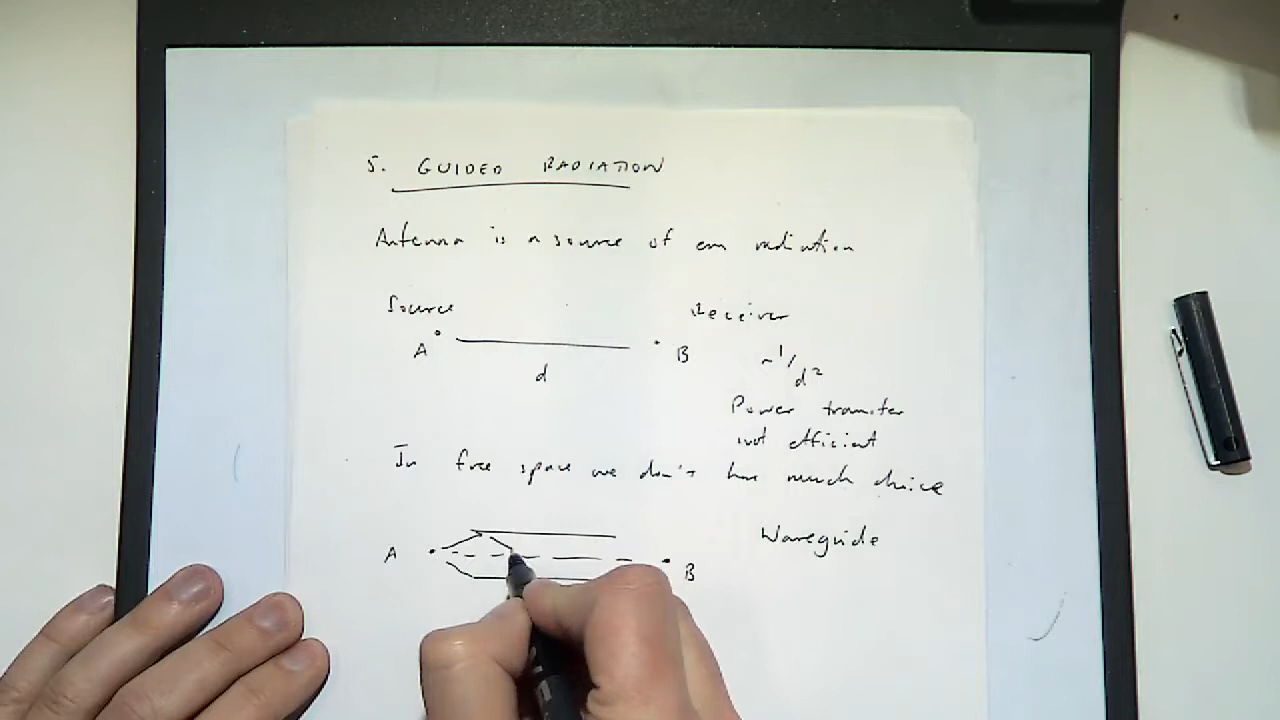 5. GUIDED RADIATION
Antenna is a source of em radiation
Source Receiver
A B ~1/d²
d
Power transfer
not efficient
In free space we don't have much choice
Waveguide
A B